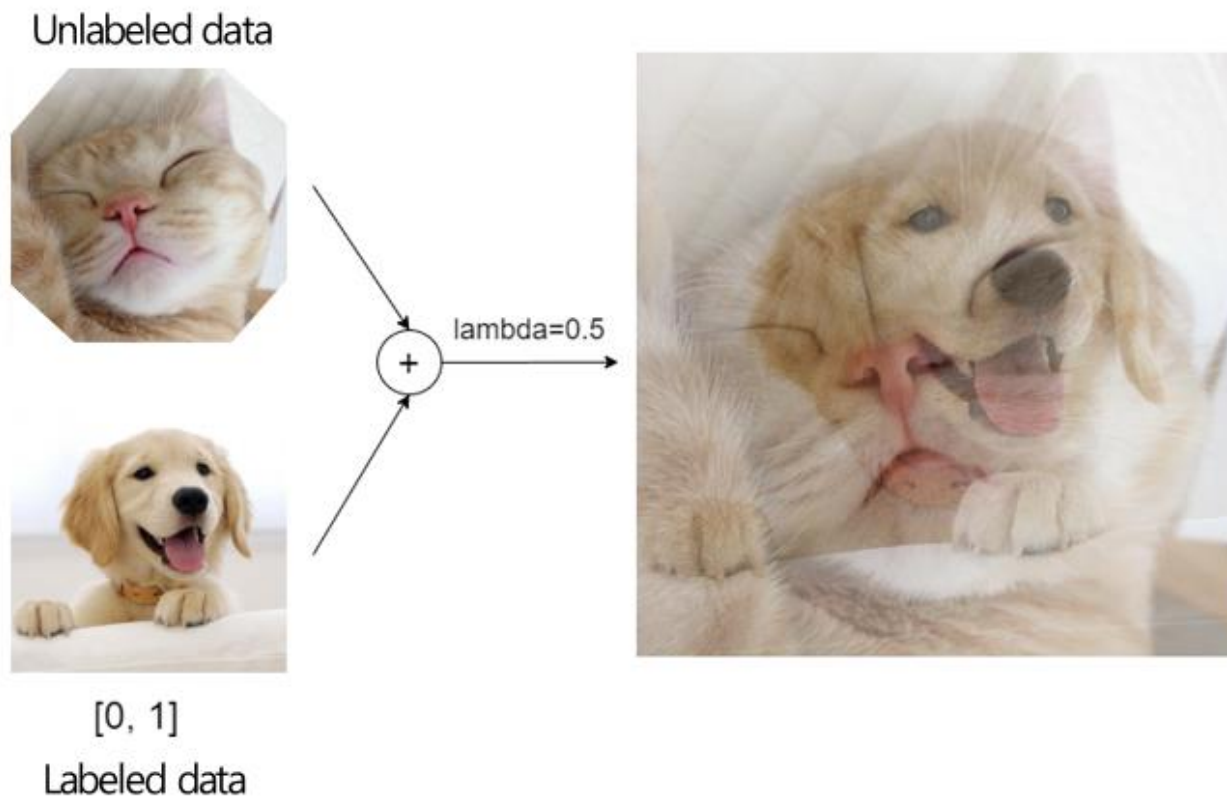 Unlabeled data
+
lambda=0.5
[0, 1]
Labeled data